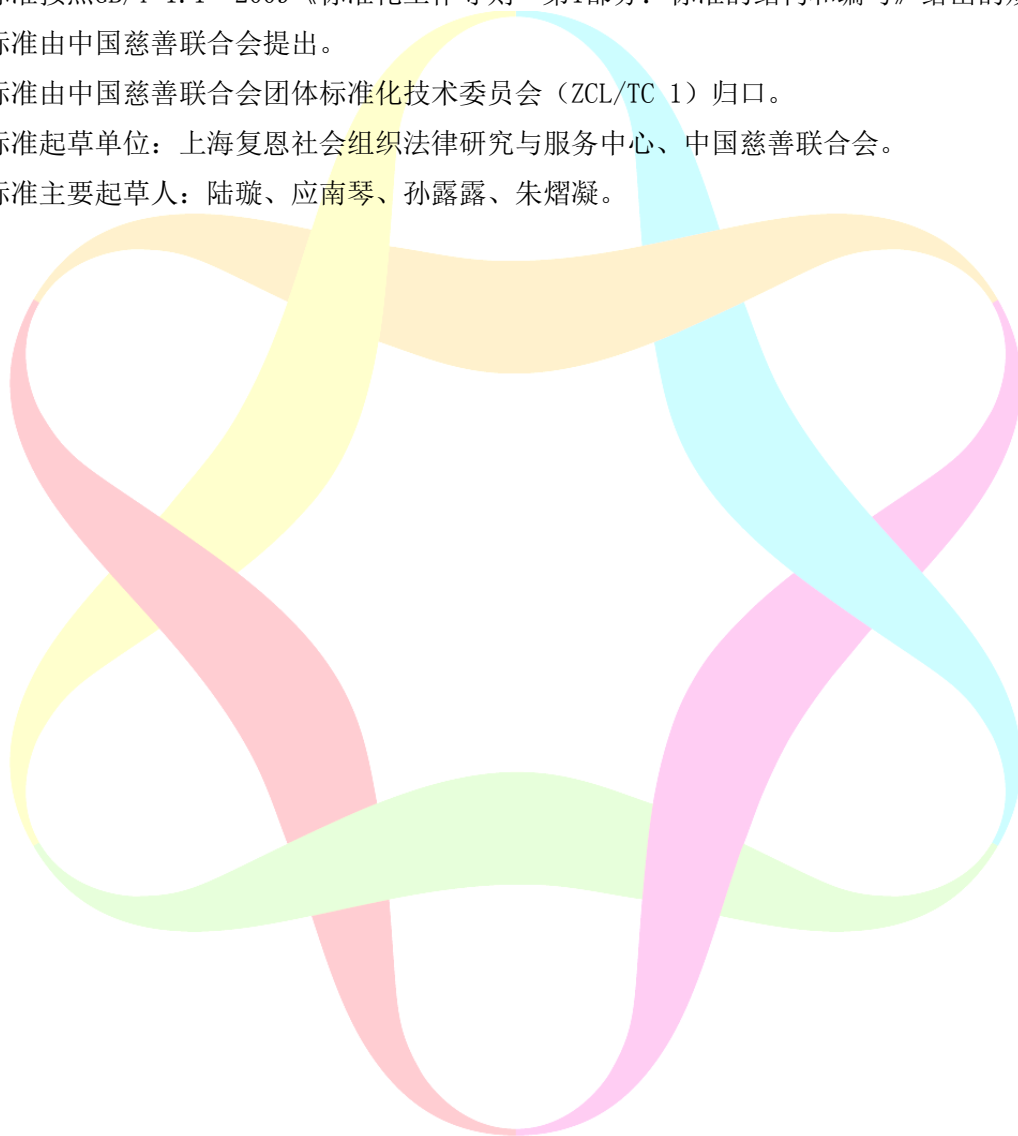 标准由中国慈善联合会提出。
标准由中国慈善联合会团体标准化技术委员会（ZCL/TC 1）归口。
标准起草单位：上海复恩社会组织法律研究与服务中心、中国慈善联合会。
标准主要起草人：陆璇、应南琴、孙露露、朱熠凝。